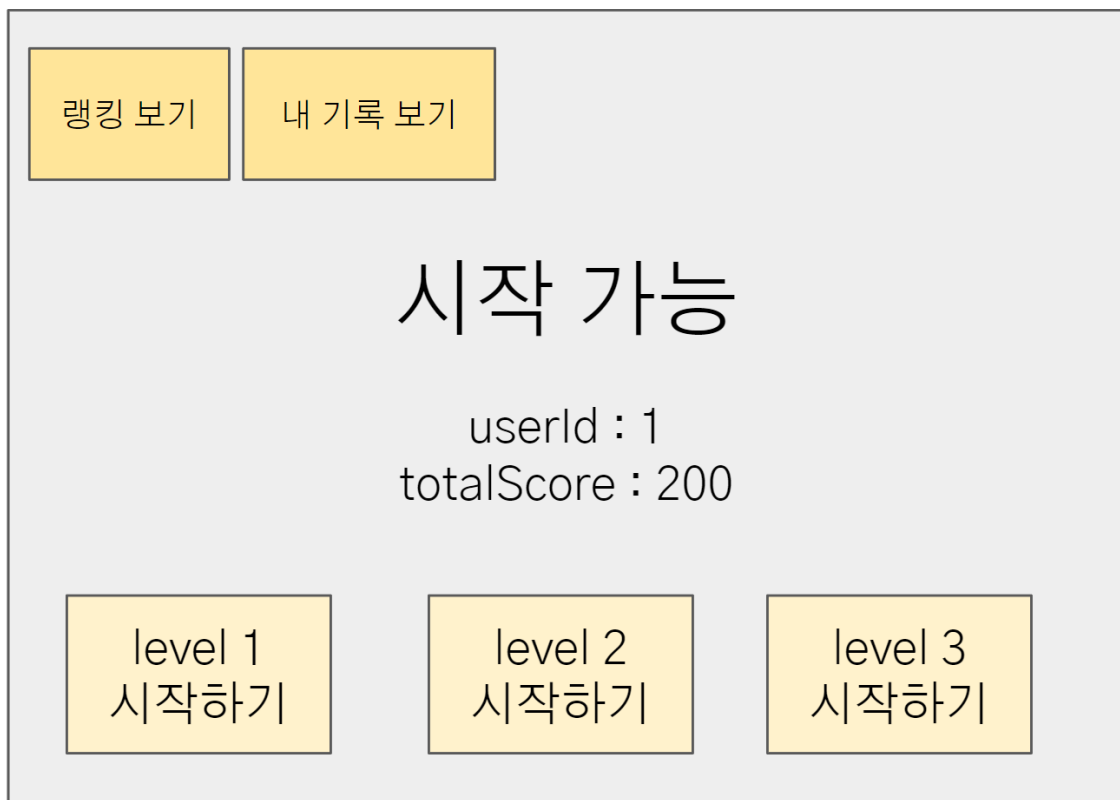 랭킹 보기
내 기록 보기
시작 가능
userId : 1
totalScore : 200
level 1
시작하기
level 2
시작하기
level 3
시작하기